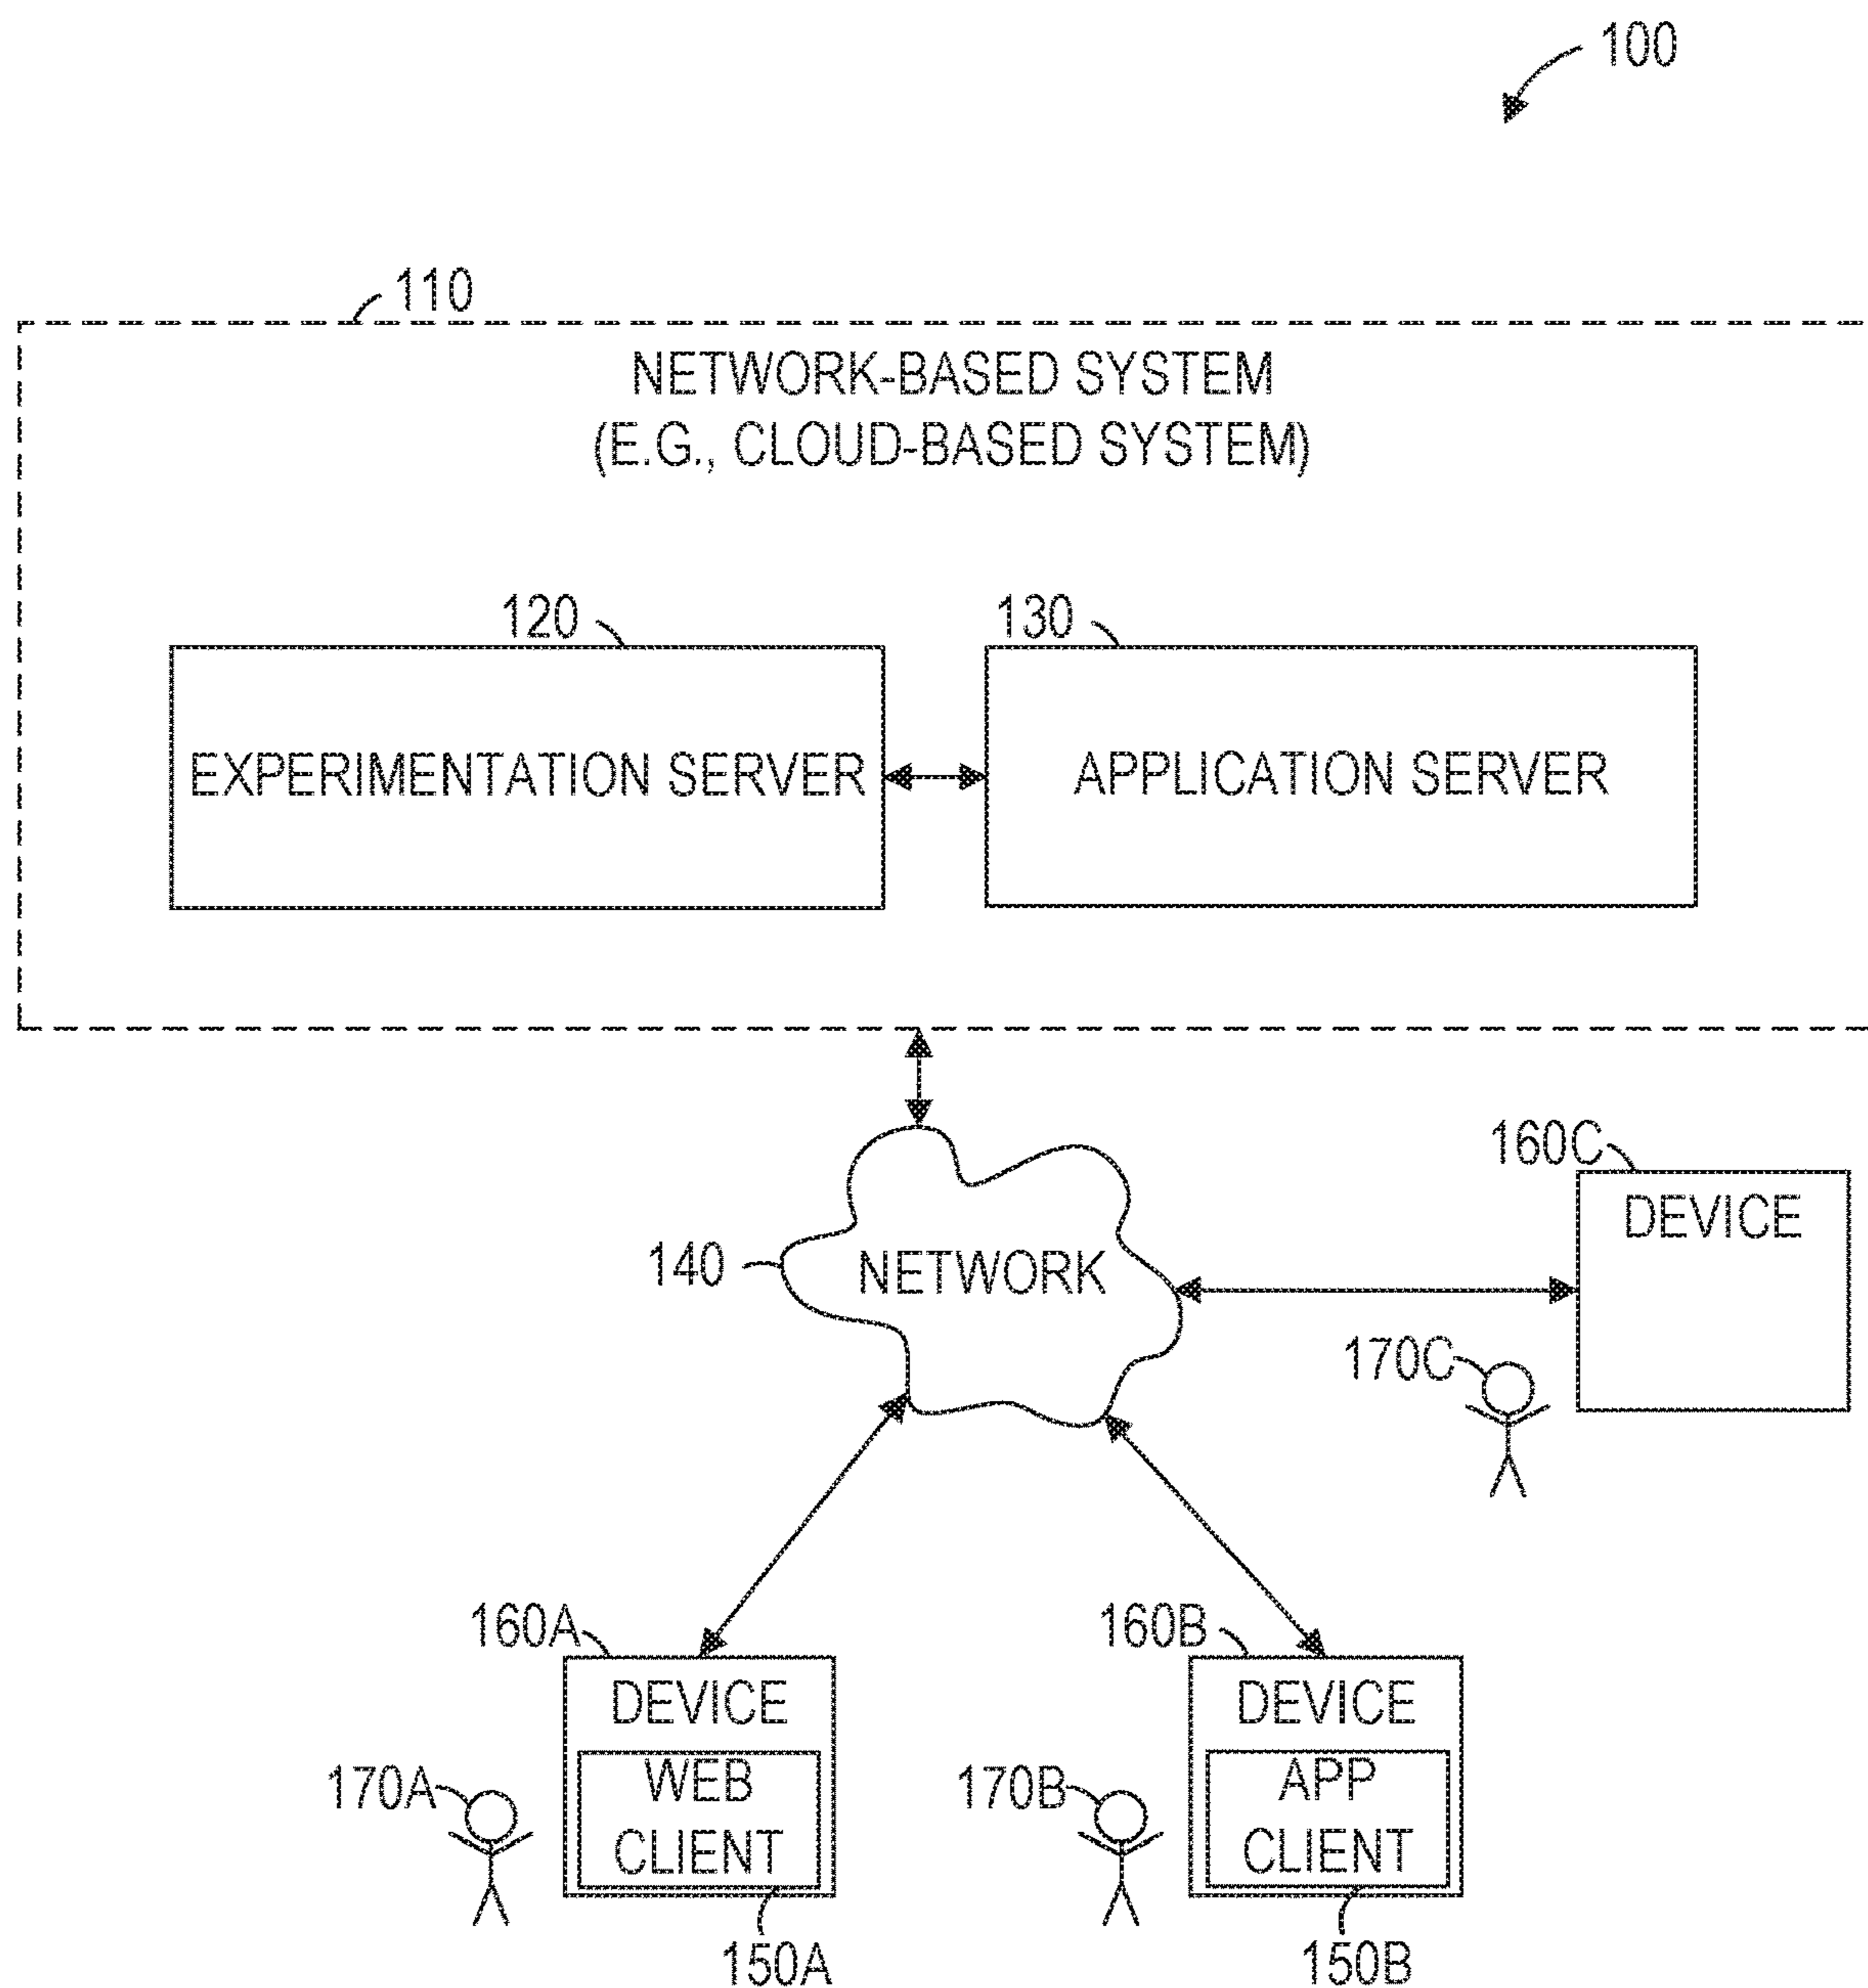 100
110
NETWORK-BASED SYSTEM
(E.G., CLOUD-BASED SYSTEM)
120
130
EXPERIMENTATION SERVER
APPLICATION SERVER
160C
DEVICE
140
NETWORK
170C
160A
160B
DEVICE
DEVICE
170A
WEB
CLIENT
170B
APP
CLIENT
150A
150B